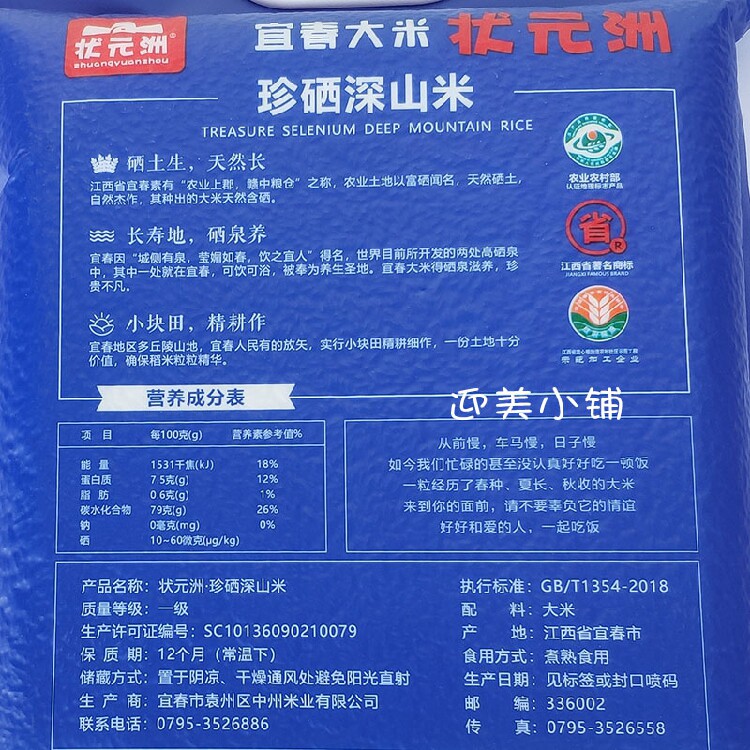 状元洲
zhuangyuanzhou
宜春大米 状元洲
珍硒深山米
TREASURE SELENIUM DEEP MOUNTAIN RICE
硒土生，天然长
江西省宜春素有“农业上郡，赣中粮仓”之称，农业土地以富硒闻名，天然硒土，
自然杰作，其种出的大米天然含硒。
长寿地，硒泉养
宜春因“城侧有泉，莹媚如春，饮之宜人”得名，世界目前所开发的两处高硒泉
中，其中一处就在宜春，可饮可浴，被奉为养生圣地。宜春大米得硒泉滋养，珍
贵不凡。
小块田，精耕作
宜春地区多丘陵山地，宜春人民有的放矢，实行小块田精耕细作，一份土地十分
价值，确保稻米粒粒精华。
农业农村部
认证地理标志产品
省
R
江西省著名商标
JIANGXI FAMOUS BRAND
示范加工企业
营养成分表
迎美小铺
项 目 每100克(g) 营养素参考值%
能 量 1531千焦(kJ) 18%
蛋白质 7.5克(g) 12%
脂 肪 0.6克(g) 1%
碳水化合物 79克(g) 26%
钠 0毫克(mg) 0%
硒 10~60微克(μg/kg)
从前慢，车马慢，日子慢
如今我们忙碌的甚至没认真好好吃一顿饭
一粒经历了春种、夏长、秋收的大米
来到你的面前，请不要辜负它的情谊
好好和爱的人，一起吃饭
产品名称：状元洲·珍硒深山米
质量等级：一级
生产许可证编号：SC10136090210079
保 质 期：12个月（常温下）
储藏方式：置于阴凉、干燥通风处避免阳光直射
生 产 商：宜春市袁州区中州米业有限公司
联系电话：0795-3526886
执行标准：GB/T1354-2018
配 料：大米
产 地：江西省宜春市
食用方式：煮熟食用
生产日期：见标签或封口喷码
邮 编：336002
传 真：0795-3526558